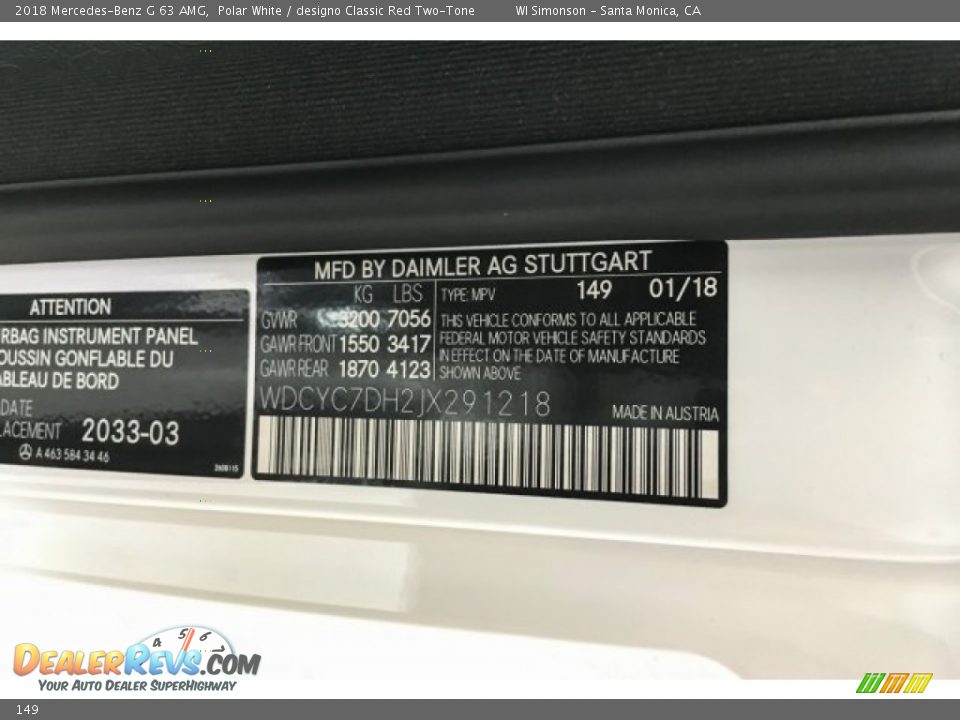 2018 Mercedes-Benz G 63 AMG, Polar White / designo Classic Red Two-Tone WI Simonson - Santa Monica, CA
MFD BY DAIMLER AG STUTTGART
KG LBS TYPE: MPV 149 01/18
GVWR 3200 7056
GAWR FRONT 1550 3417
GAWR REAR 1870 4123
THIS VEHICLE CONFORMS TO ALL APPLICABLE
FEDERAL MOTOR VEHICLE SAFETY STANDARDS
IN EFFECT ON THE DATE OF MANUFACTURE
SHOWN ABOVE
WDCYC7DH2JX291218
MADE IN AUSTRIA
ATTENTION
RBAG INSTRUMENT PANEL
OUSSIN GONFLABLE DU
ABLEAU DE BORD
DATE
LACEMENT 2033-03
A 463 584 34 46
4 5 6
DEALERREVS.COM
YOUR AUTO DEALER SUPERHIGHWAY
149